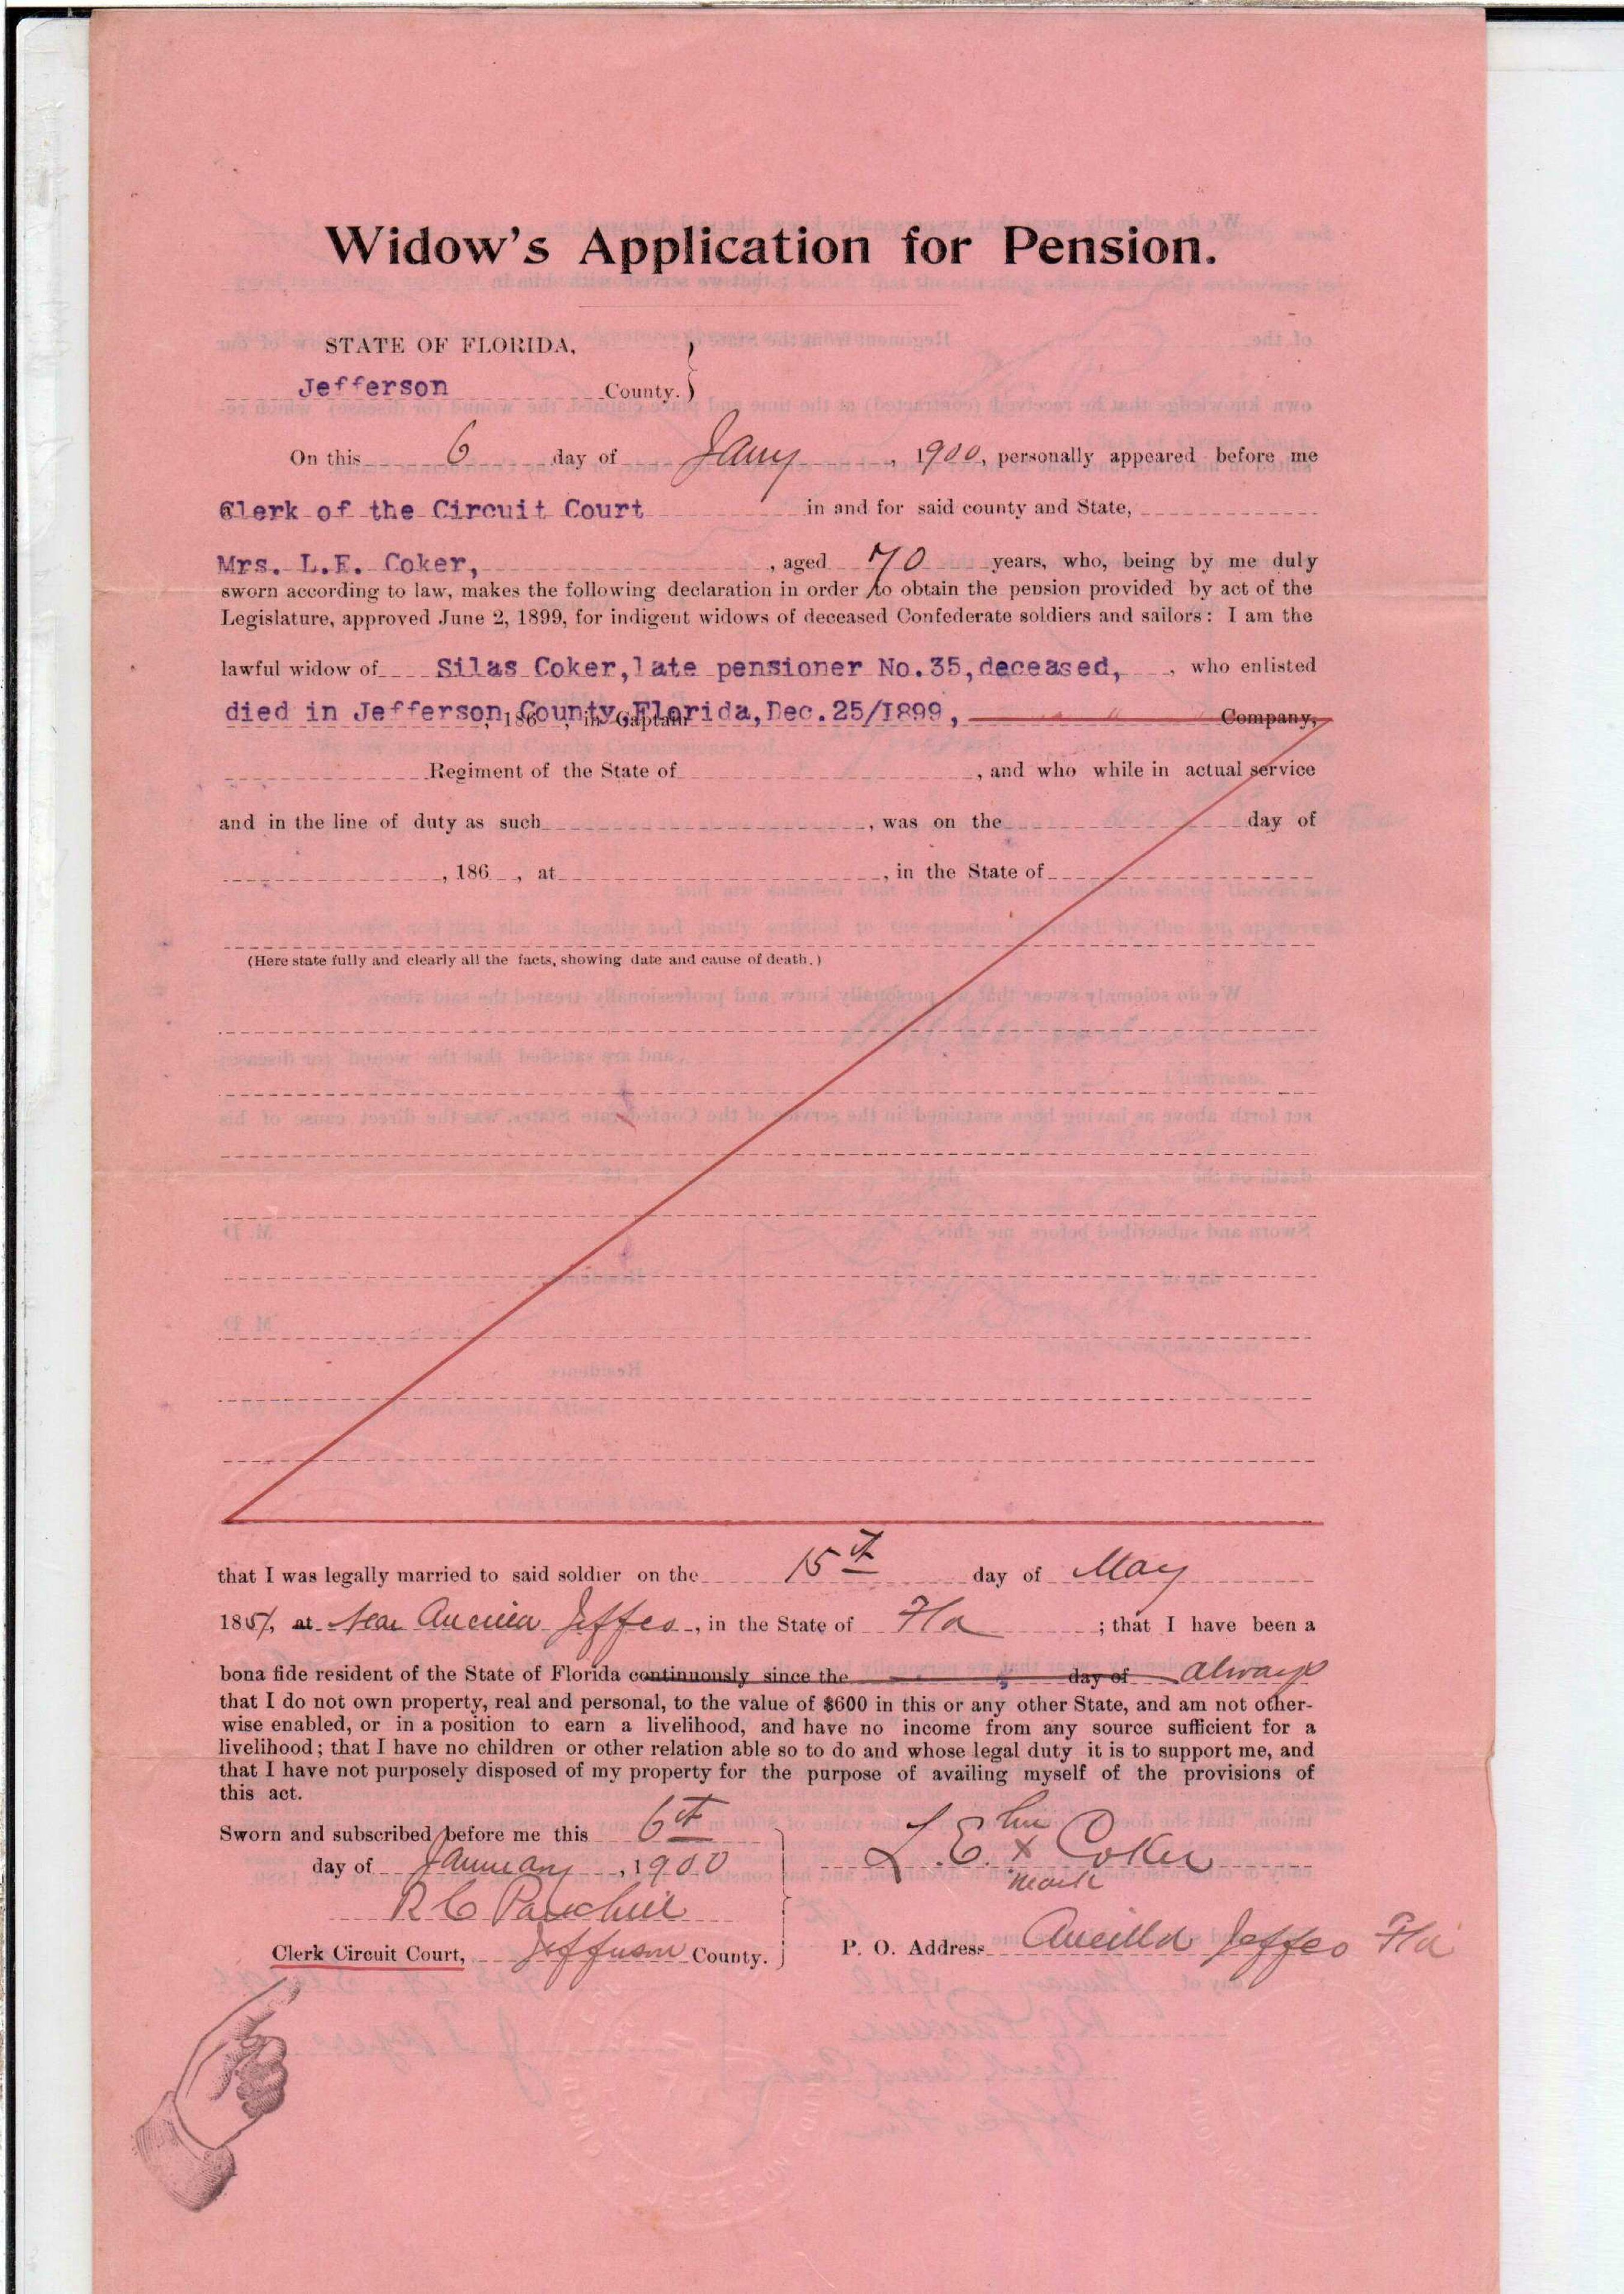 Widow's Application for Pension.
STATE OF FLORIDA,
Jefferson County. }
On this 6 day of Jany, 1900, personally appeared before me
Clerk of the Circuit Court in and for said county and State,
Mrs. L.E. Coker, , aged 70 years, who, being by me duly
sworn according to law, makes the following declaration in order to obtain the pension provided by act of the
Legislature, approved June 2, 1899, for indigent widows of deceased Confederate soldiers and sailors: I am the
lawful widow of Silas Coker, late pensioner No. 35, deceased, , who enlisted
died in Jefferson County, Florida, Dec. 25/1899, , 186 , in Captain Company,
Regiment of the State of , and who while in actual service
and in the line of duty as such , was on the day of
, 186 , at , in the State of
(Here state fully and clearly all the facts, showing date and cause of death.)
that I was legally married to said soldier on the 15th day of May
1851, at Near Aucilla Jeffeo, in the State of Fla ; that I have been a
bona fide resident of the State of Florida continuously since the day of always
that I do not own property, real and personal, to the value of $600 in this or any other State, and am not other-
wise enabled, or in a position to earn a livelihood, and have no income from any source sufficient for a
livelihood; that I have no children or other relation able so to do and whose legal duty it is to support me, and
that I have not purposely disposed of my property for the purpose of availing myself of the provisions of
this act.
Sworn and subscribed before me this 6th
day of January, 1900
R C
Clerk Circuit Court, Jefferson County.
her
L. E. x Coker
mark
P. O. Address Aucilla Jeffeo Fla